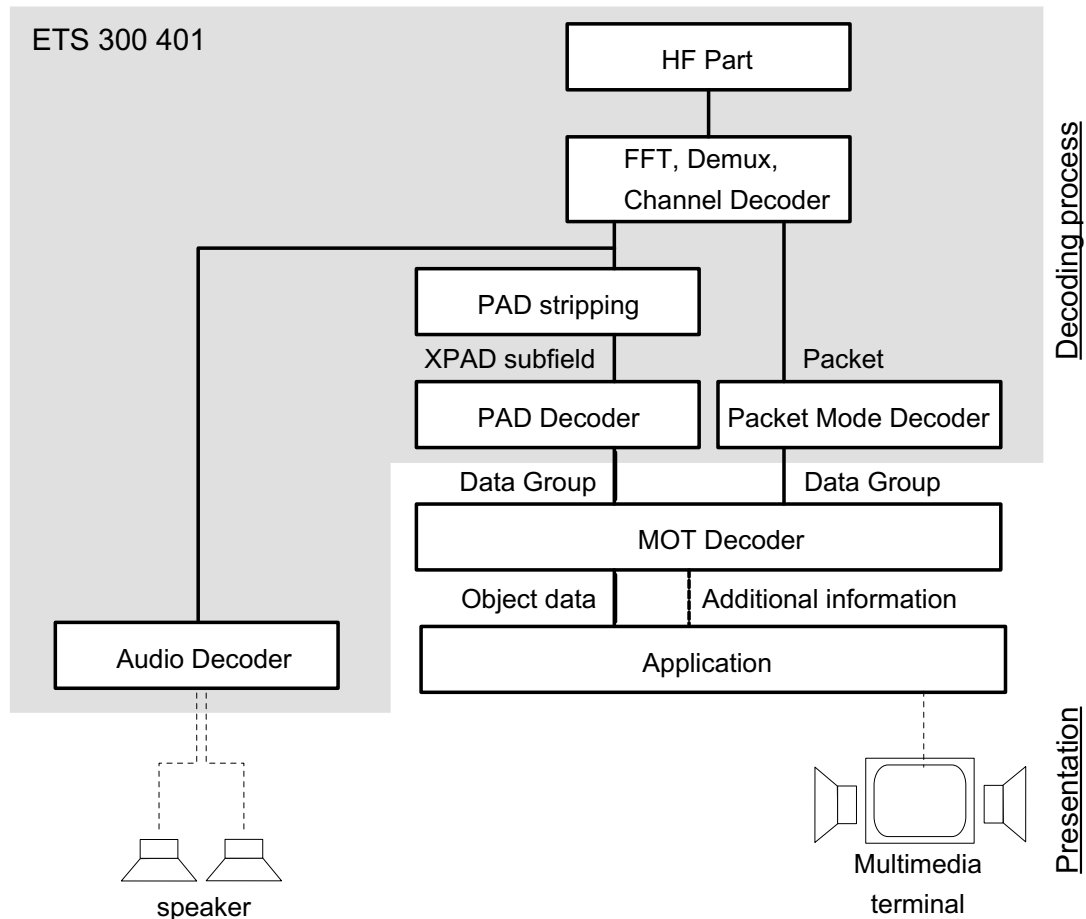 ETS 300 401
HF Part
FFT, Demux,
Channel Decoder
Decoding process
PAD stripping
XPAD subfield
Packet
PAD Decoder
Packet Mode Decoder
Data Group
Data Group
MOT Decoder
Object data
Additional information
Audio Decoder
Application
Presentation
speaker
Multimedia
terminal